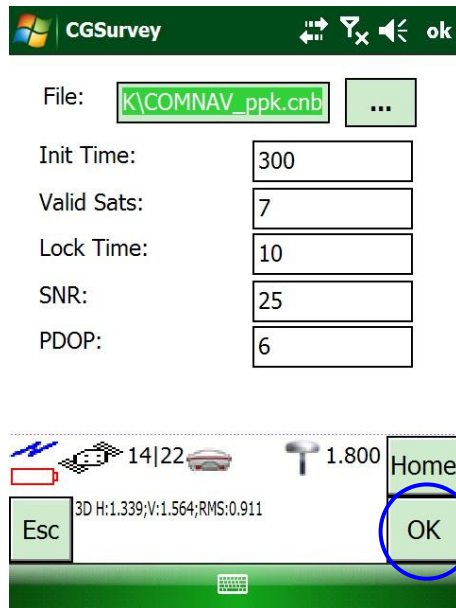 CGSurvey ok
File: K\COMNAV_ppk.cnb ...
Init Time: 300
Valid Sats: 7
Lock Time: 10
SNR: 25
PDOP: 6
14|22 1.800 Home
Esc 3D H:1.339;V:1.564;RMS:0.911 OK